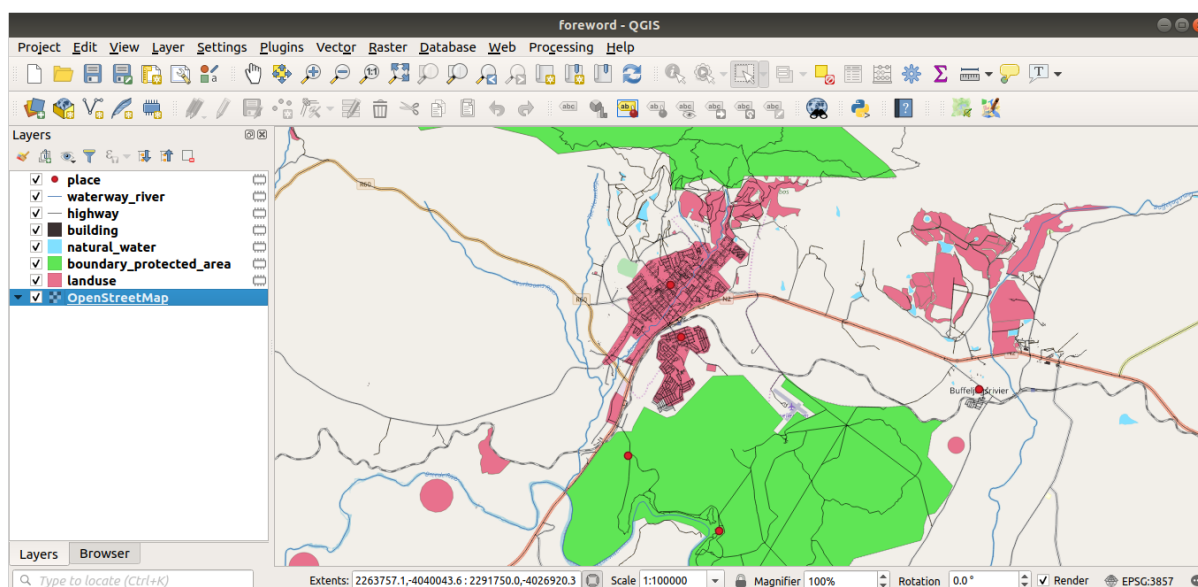 foreword - QGIS
Project Edit View Layer Settings Plugins Vector Raster Database Web Processing Help
Layers
place
waterway_river
highway
building
natural_water
boundary_protected_area
landuse
OpenStreetMap
R60
R60
N2
Layers Browser
Type to locate (Ctrl+K)
Extents: 2263757.1,-4040043.6 : 2291750.0,-4026920.3 Scale 1:100000 Magnifier 100% Rotation 0.0° Render EPSG:3857